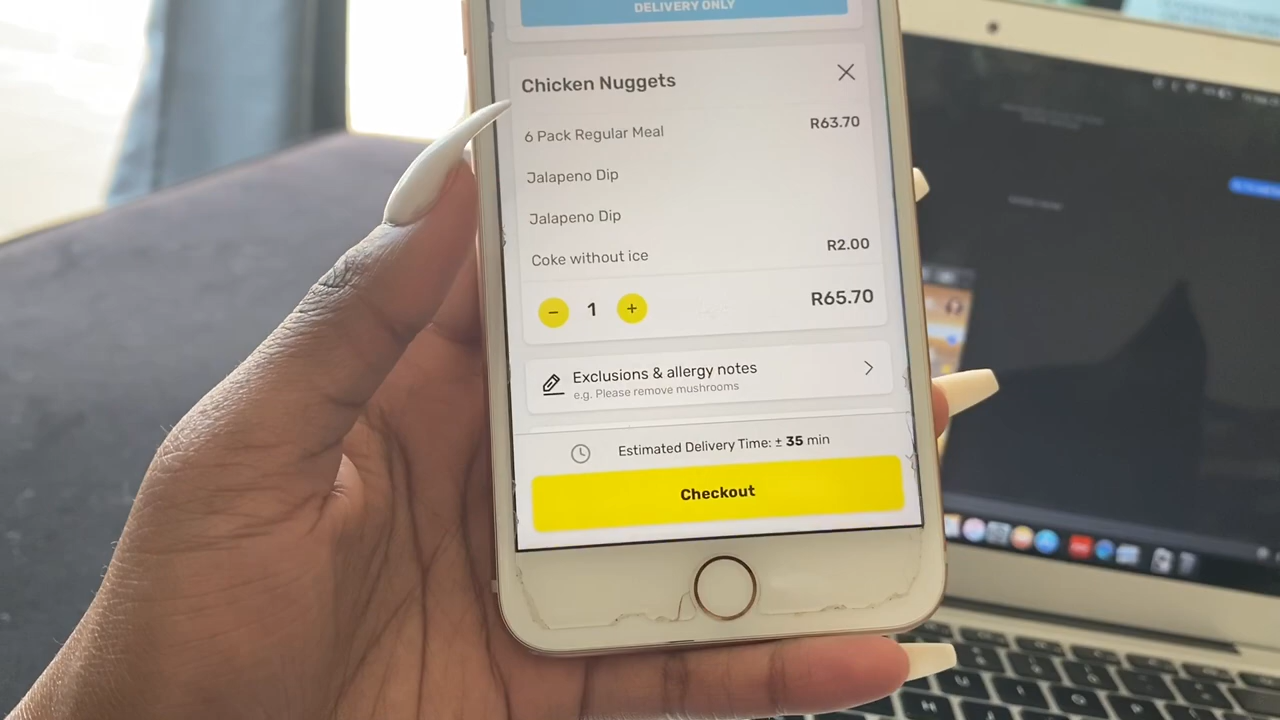 DELIVERY ONLY
Chicken Nuggets
6 Pack Regular Meal R63.70
Jalapeno Dip
Jalapeno Dip
Coke without ice R2.00
− 1 + R65.70
Exclusions & allergy notes
e.g. Please remove mushrooms
Estimated Delivery Time: ± 35 min
Checkout